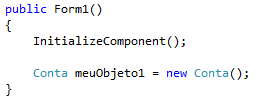 public Form1()
{
    InitializeComponent();
    Conta meuObjeto1 = new Conta();
}